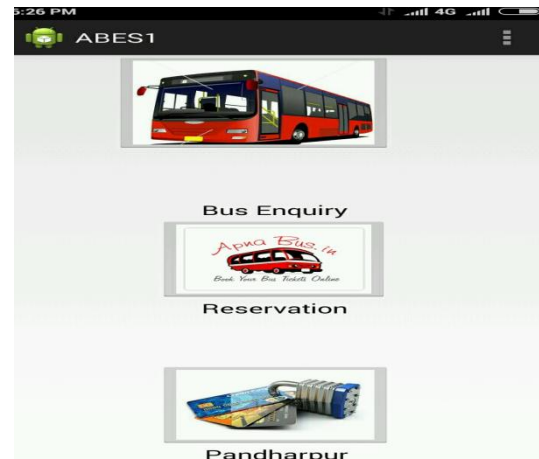 5:26 PM 4G
ABES1
Bus Enquiry
Apna Bus.in
Book Your Bus Tickets Online
Reservation
Pandharpur